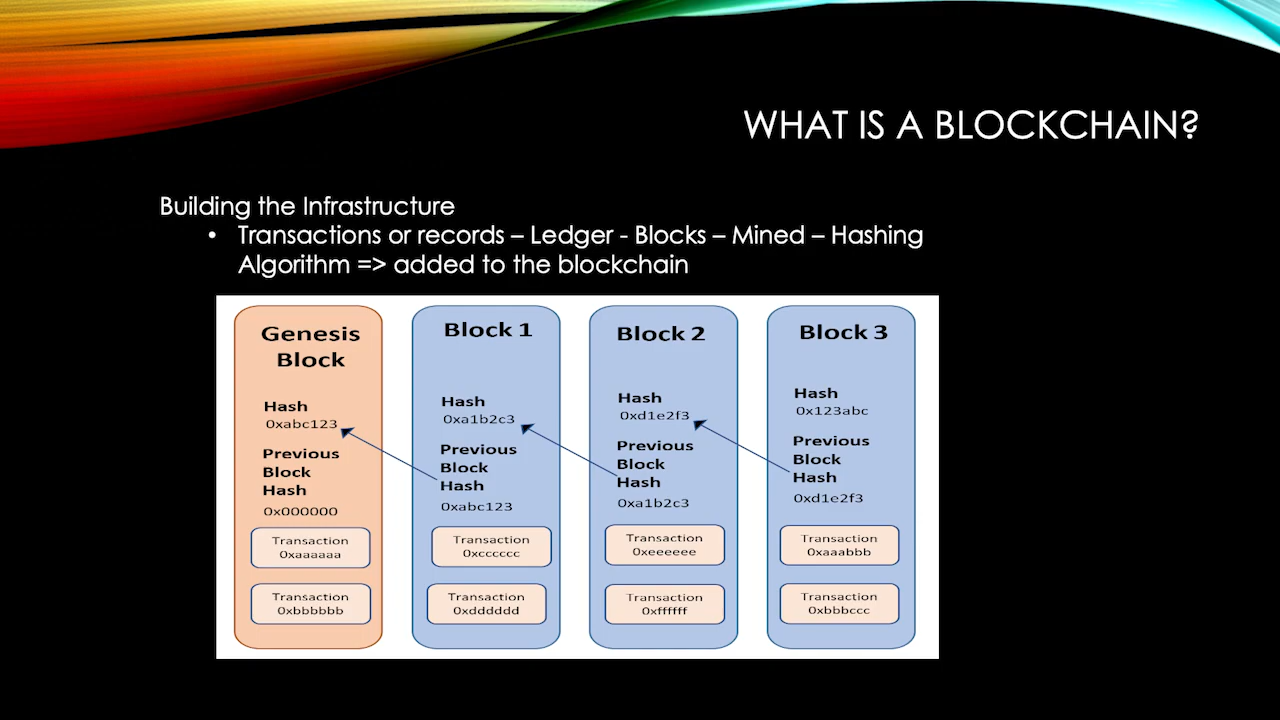 WHAT IS A BLOCKCHAIN?
Building the Infrastructure
• Transactions or records – Ledger - Blocks – Mined – Hashing
Algorithm => added to the blockchain
Genesis
Block
Hash
0xabc123
Previous
Block
Hash
0x000000
Transaction
0xaaaaaa
Transaction
0xbbbbbb
Block 1
Hash
0xa1b2c3
Previous
Block
Hash
0xabc123
Transaction
0xcccccc
Transaction
0xdddddd
Block 2
Hash
0xd1e2f3
Previous
Block
Hash
0xa1b2c3
Transaction
0xeeeeee
Transaction
0xffffff
Block 3
Hash
0x123abc
Previous
Block
Hash
0xd1e2f3
Transaction
0xaaabbb
Transaction
0xbbbccc